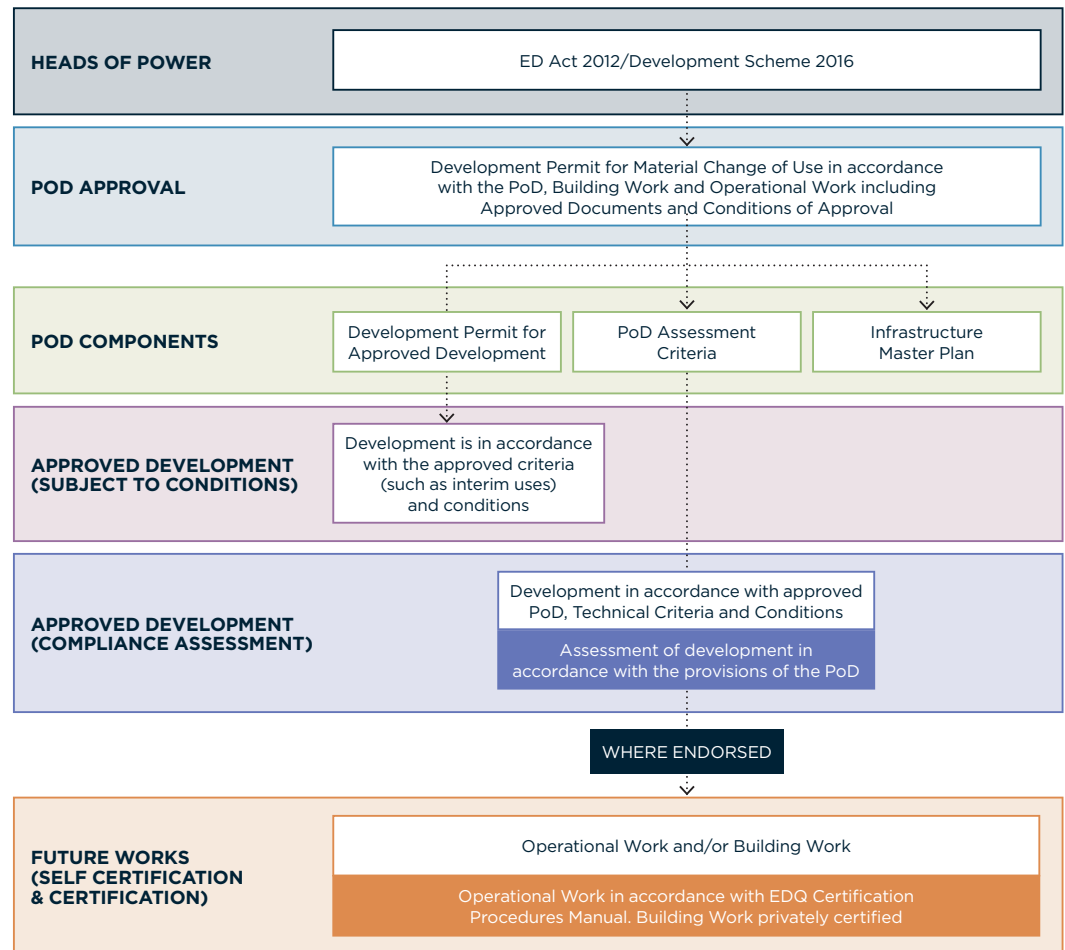 HEADS OF POWER
ED Act 2012/Development Scheme 2016
POD APPROVAL
Development Permit for Material Change of Use in accordance
with the PoD, Building Work and Operational Work including
Approved Documents and Conditions of Approval
POD COMPONENTS
Development Permit for
Approved Development
PoD Assessment
Criteria
Infrastructure
Master Plan
APPROVED DEVELOPMENT
(SUBJECT TO CONDITIONS)
Development is in accordance
with the approved criteria
(such as interim uses)
and conditions
APPROVED DEVELOPMENT
(COMPLIANCE ASSESSMENT)
Development in accordance with approved
PoD, Technical Criteria and Conditions
Assessment of development in
accordance with the provisions of the PoD
WHERE ENDORSED
FUTURE WORKS
(SELF CERTIFICATION
& CERTIFICATION)
Operational Work and/or Building Work
Operational Work in accordance with EDQ Certification
Procedures Manual. Building Work privately certified